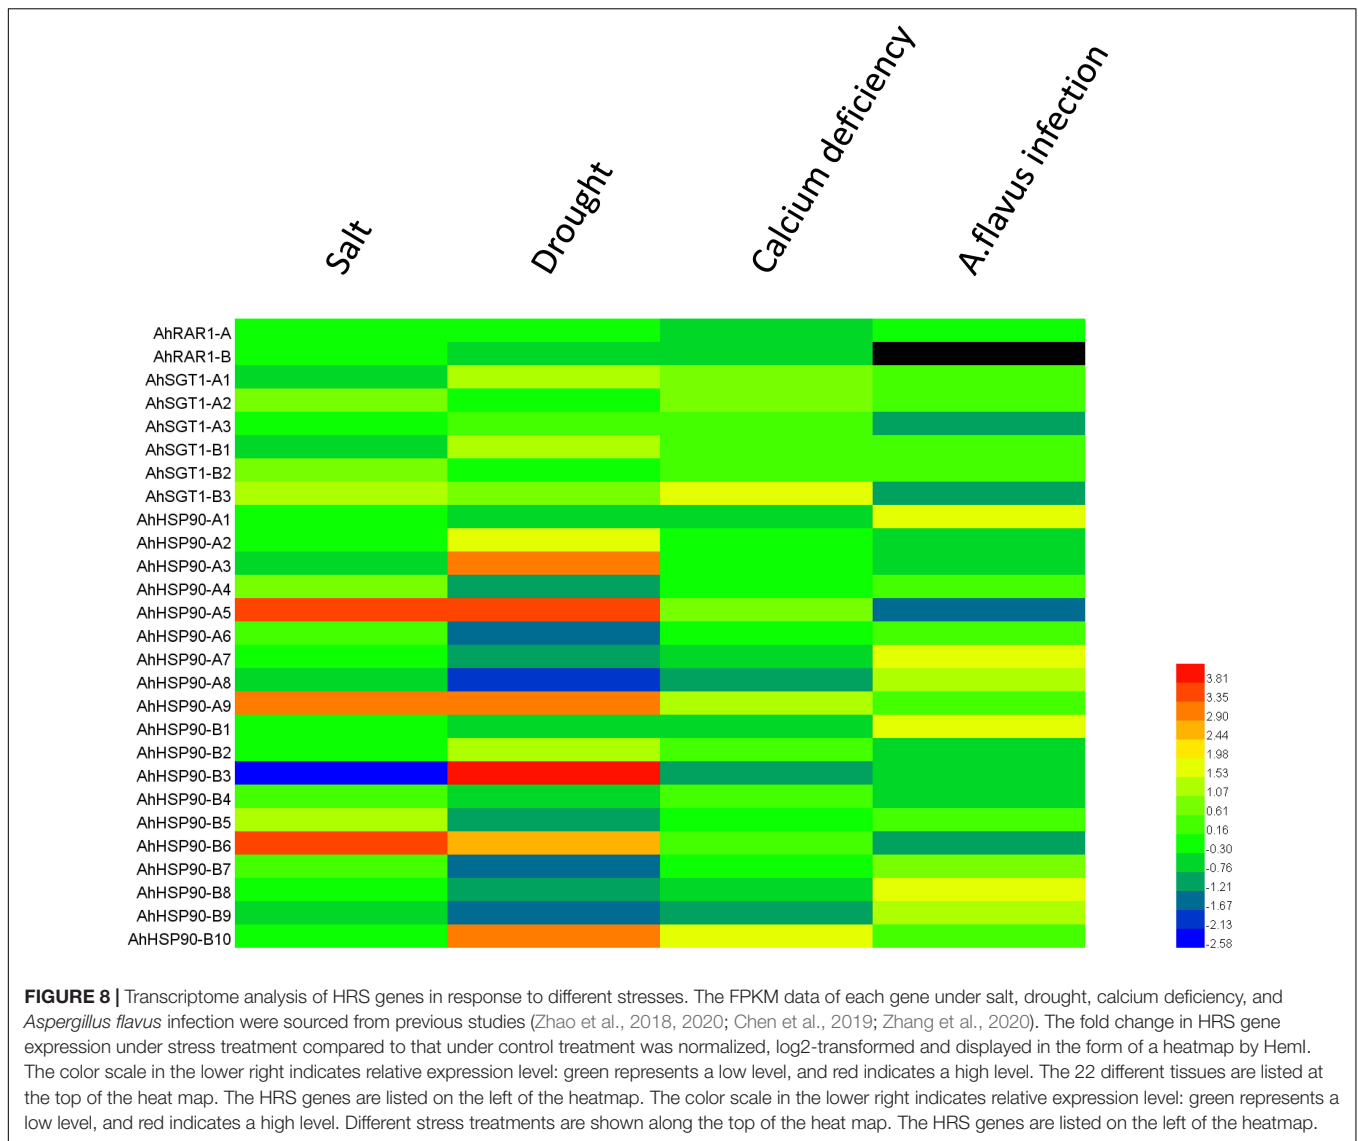 Salt
Drought
Calcium deficiency
A.flavus infection
AhRAR1-A
AhRAR1-B
AhSGT1-A1
AhSGT1-A2
AhSGT1-A3
AhSGT1-B1
AhSGT1-B2
AhSGT1-B3
AhHSP90-A1
AhHSP90-A2
AhHSP90-A3
AhHSP90-A4
AhHSP90-A5
AhHSP90-A6
AhHSP90-A7
AhHSP90-A8
AhHSP90-A9
AhHSP90-B1
AhHSP90-B2
AhHSP90-B3
AhHSP90-B4
AhHSP90-B5
AhHSP90-B6
AhHSP90-B7
AhHSP90-B8
AhHSP90-B9
AhHSP90-B10
3.81
3.35
2.90
2.44
1.98
1.53
1.07
0.61
0.16
-0.30
-0.76
-1.21
-1.67
-2.13
-2.58
FIGURE 8 | Transcriptome analysis of HRS genes in response to different stresses. The FPKM data of each gene under salt, drought, calcium deficiency, and
Aspergillus flavus infection were sourced from previous studies (Zhao et al., 2018, 2020; Chen et al., 2019; Zhang et al., 2020). The fold change in HRS gene
expression under stress treatment compared to that under control treatment was normalized, log2-transformed and displayed in the form of a heatmap by HemI.
The color scale in the lower right indicates relative expression level: green represents a low level, and red indicates a high level. The 22 different tissues are listed at
the top of the heat map. The HRS genes are listed on the left of the heatmap. The color scale in the lower right indicates relative expression level: green represents a
low level, and red indicates a high level. Different stress treatments are shown along the top of the heat map. The HRS genes are listed on the left of the heatmap.